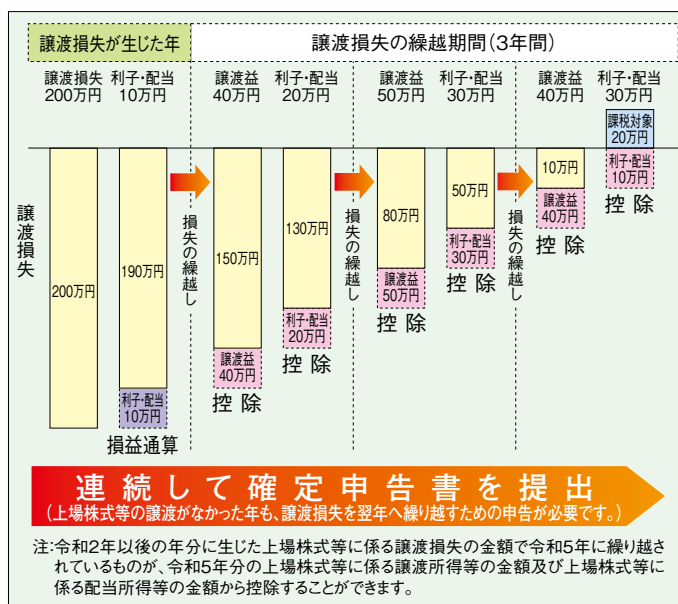 譲渡損失が生じた年
譲渡損失の繰越期間(3年間)
譲渡損失
200万円
利子・配当
10万円
譲渡益
40万円
利子・配当
20万円
譲渡益
50万円
利子・配当
30万円
譲渡益
40万円
利子・配当
30万円
譲渡損失
200万円
190万円
利子・配当
10万円
損益通算
損失の繰越し
150万円
譲渡益
40万円
控除
130万円
利子・配当
20万円
控除
損失の繰越し
80万円
譲渡益
50万円
控除
50万円
利子・配当
30万円
控除
損失の繰越し
10万円
譲渡益
40万円
控除
課税対象
20万円
利子・配当
10万円
控除
連続して確定申告書を提出
(上場株式等の譲渡がなかった年も、譲渡損失を翌年へ繰り越すための申告が必要です。)
注:令和2年以後の年分に生じた上場株式等に係る譲渡損失の金額で令和5年に繰り越さ
れているものが、令和5年分の上場株式等に係る譲渡所得等の金額及び上場株式等に
係る配当所得等の金額から控除することができます。